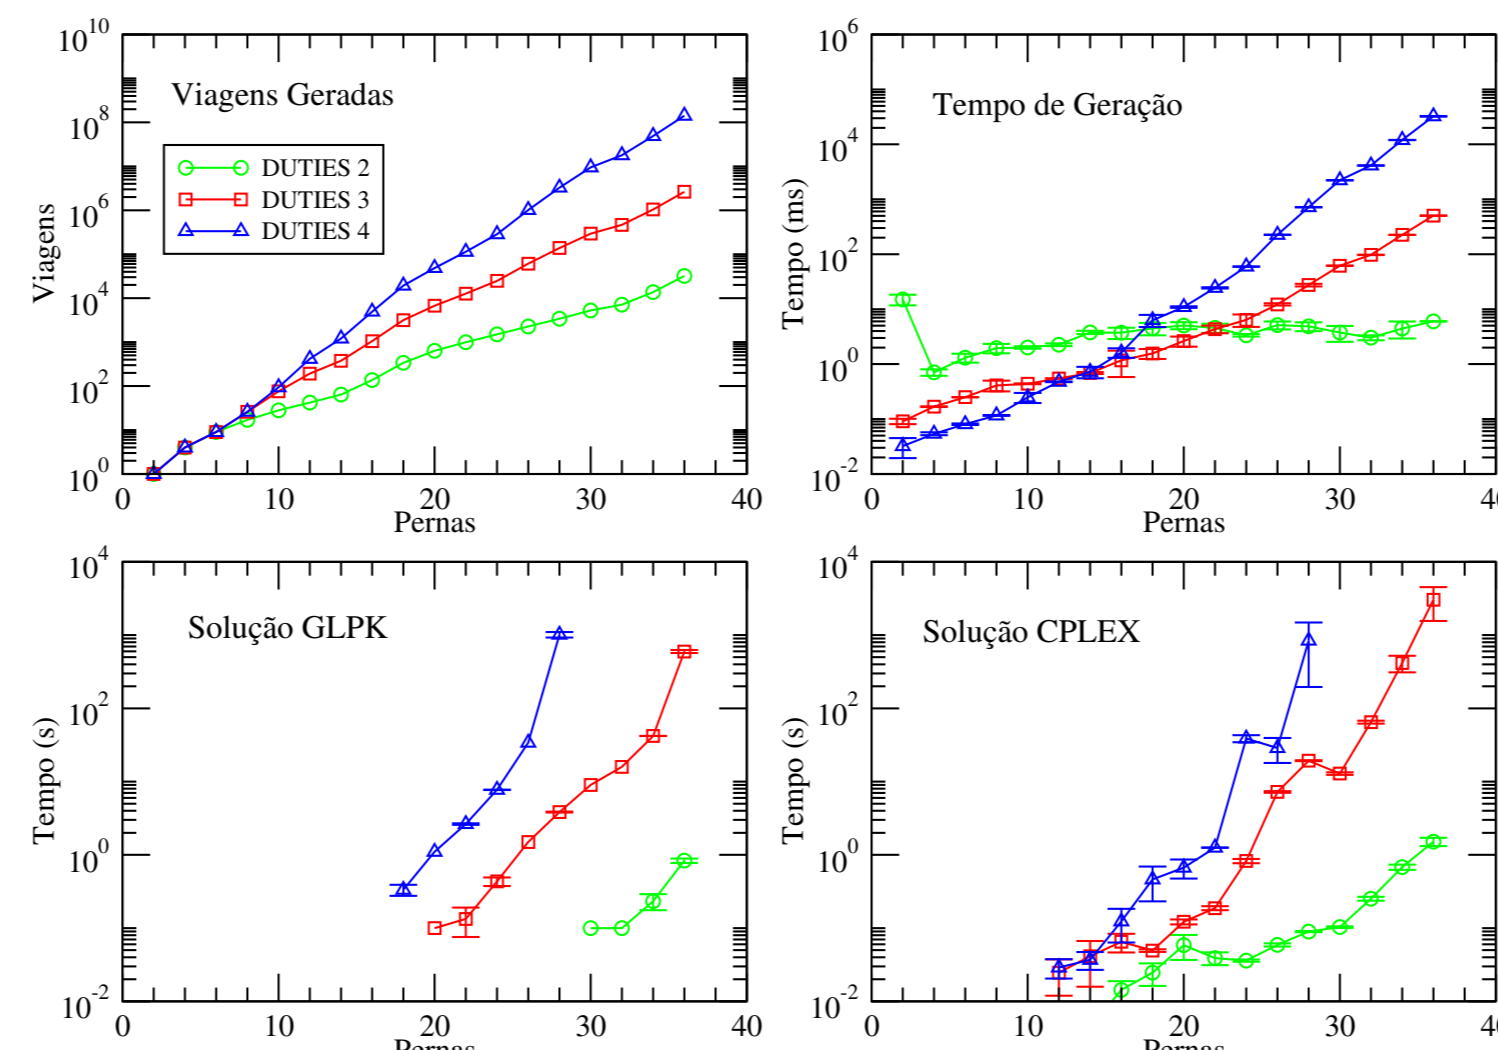 10^10
10^8
10^6
10^4
10^2
10^0
Viagens
Viagens Geradas
DUTIES 2
DUTIES 3
DUTIES 4
0 10 20 30 40
Pernas
10^6
10^4
10^2
10^0
10^-2
Tempo (ms)
Tempo de Geração
0 10 20 30
Pernas
10^4
10^2
10^0
10^-2
Tempo (s)
Solução GLPK
0 10 20 30 40
Pernas
10^4
10^2
10^0
10^-2
Tempo (s)
Solução CPLEX
0 10 20 30
Pernas